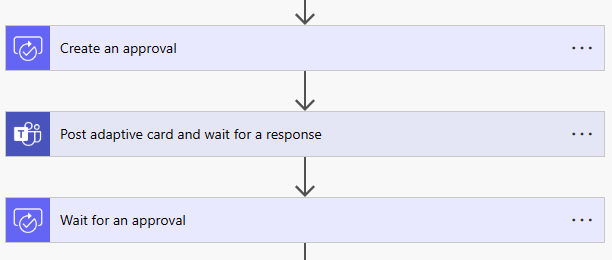 Create an approval
Post adaptive card and wait for a response
Wait for an approval